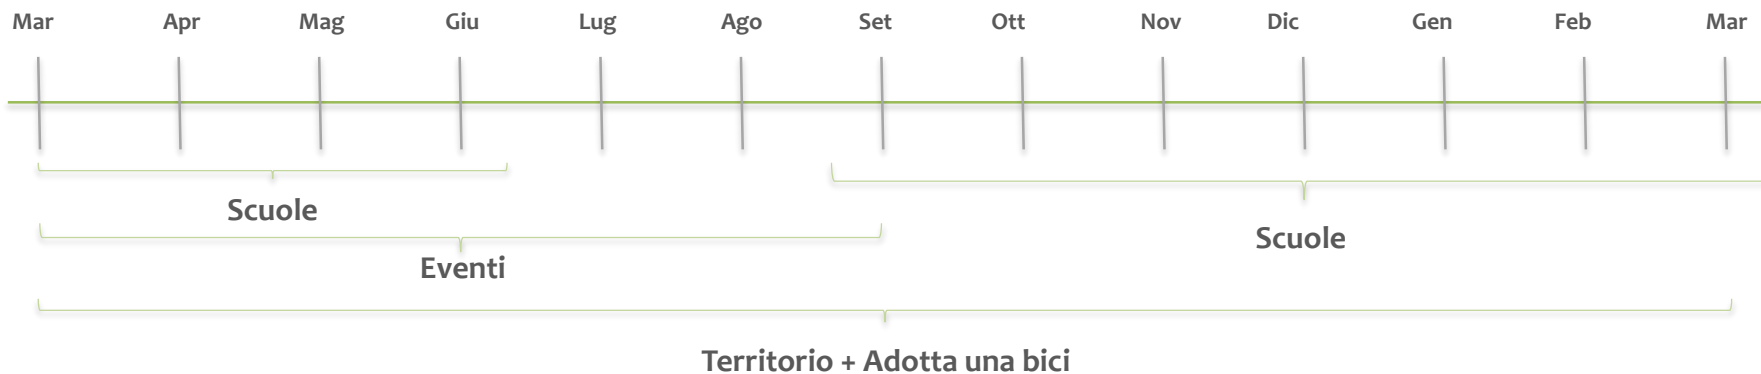 Mar Apr Mag Giu Lug Ago Set Ott Nov Dic Gen Feb Mar
Scuole
Scuole
Eventi
Territorio + Adotta una bici